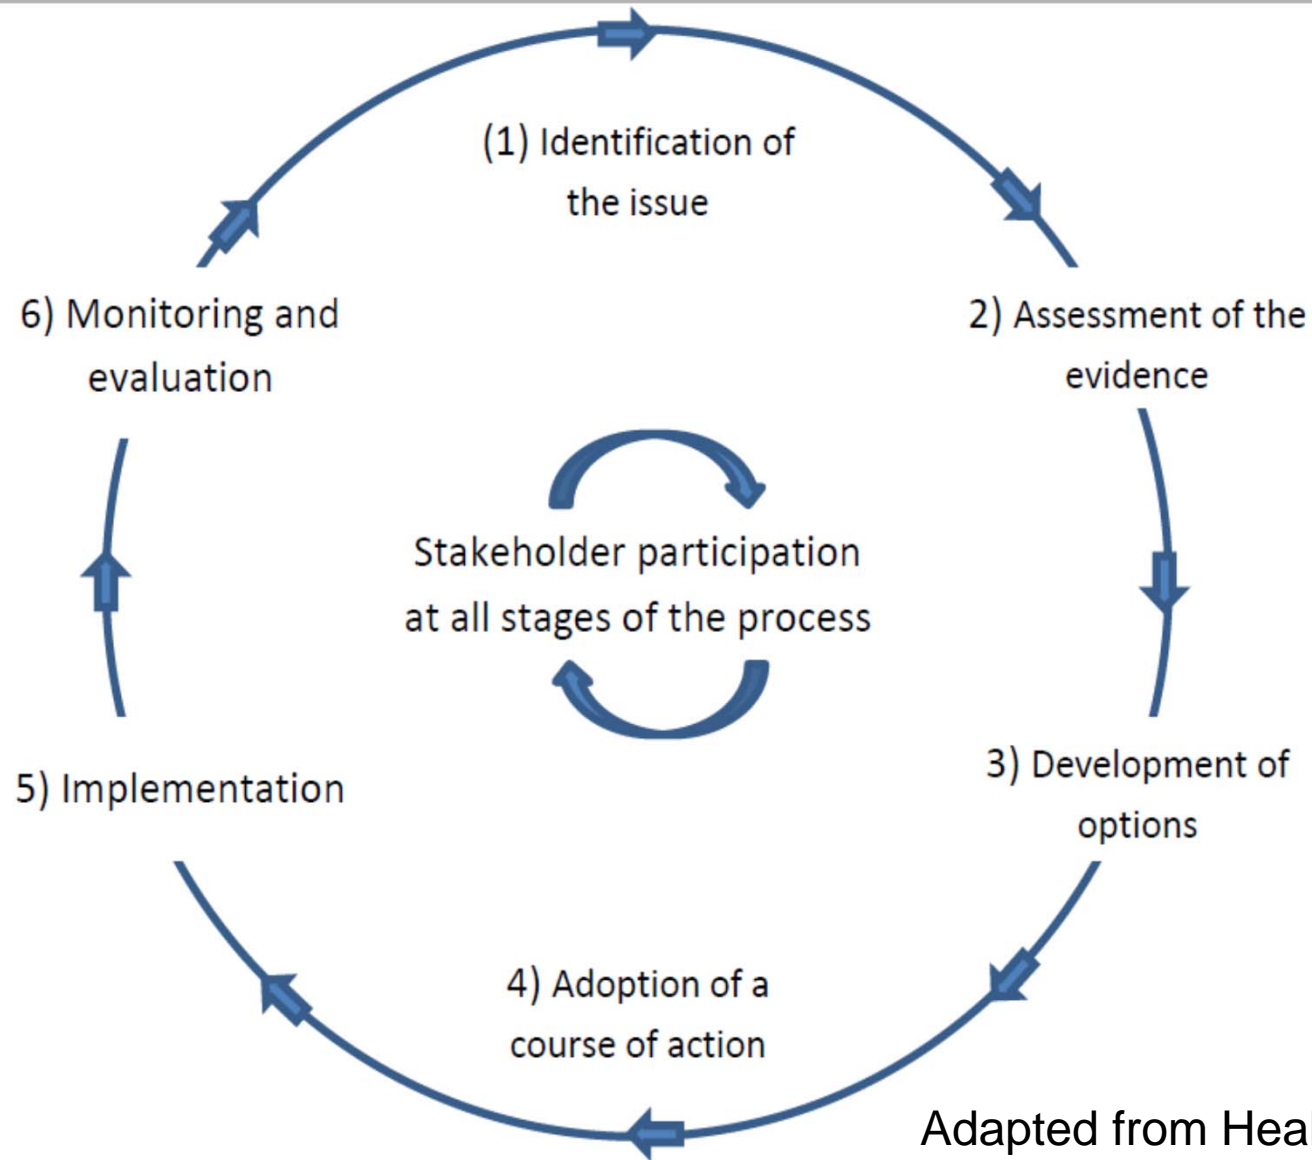 (1) Identification of
the issue
2) Assessment of the
evidence
3) Development of
options
4) Adoption of a
course of action
5) Implementation
6) Monitoring and
evaluation
Stakeholder participation
at all stages of the process
Adapted from